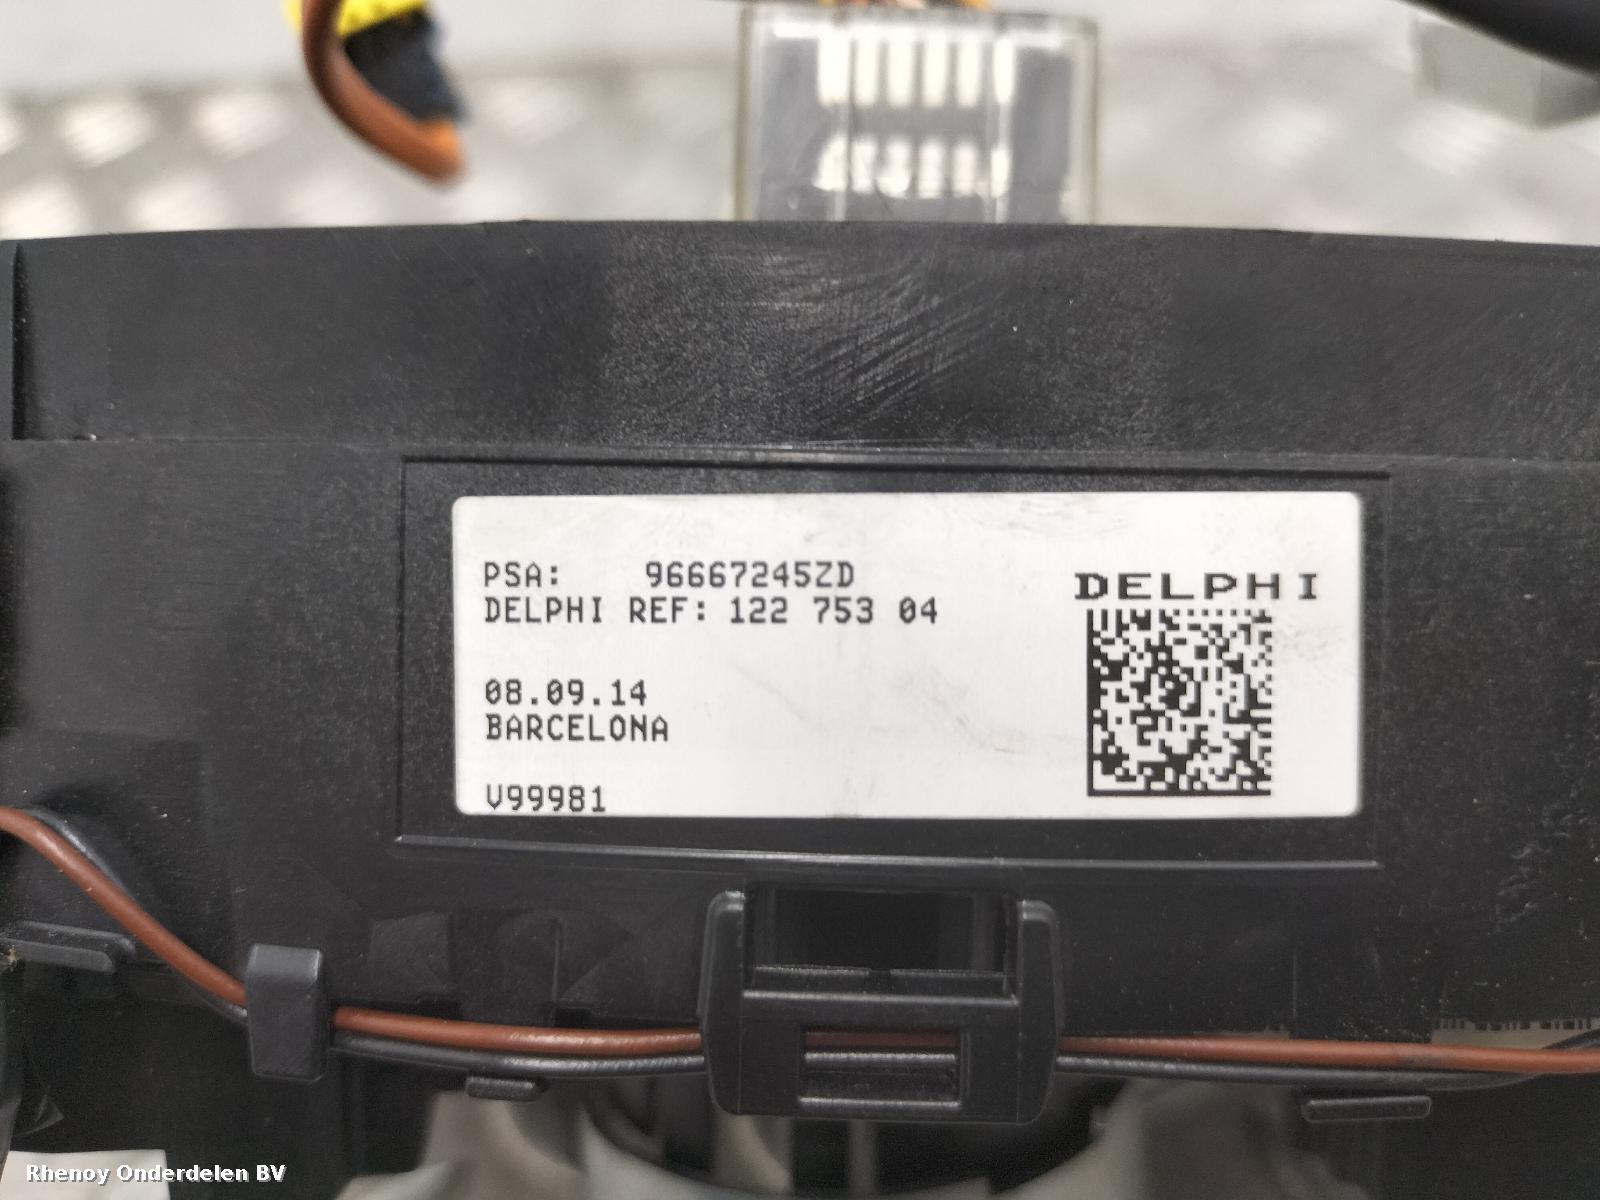 PSA: 96667245ZD
DELPHI REF: 122 753 04
DELPHI
08.09.14
BARCELONA
V99981
Rhenoy Onderdelen BV